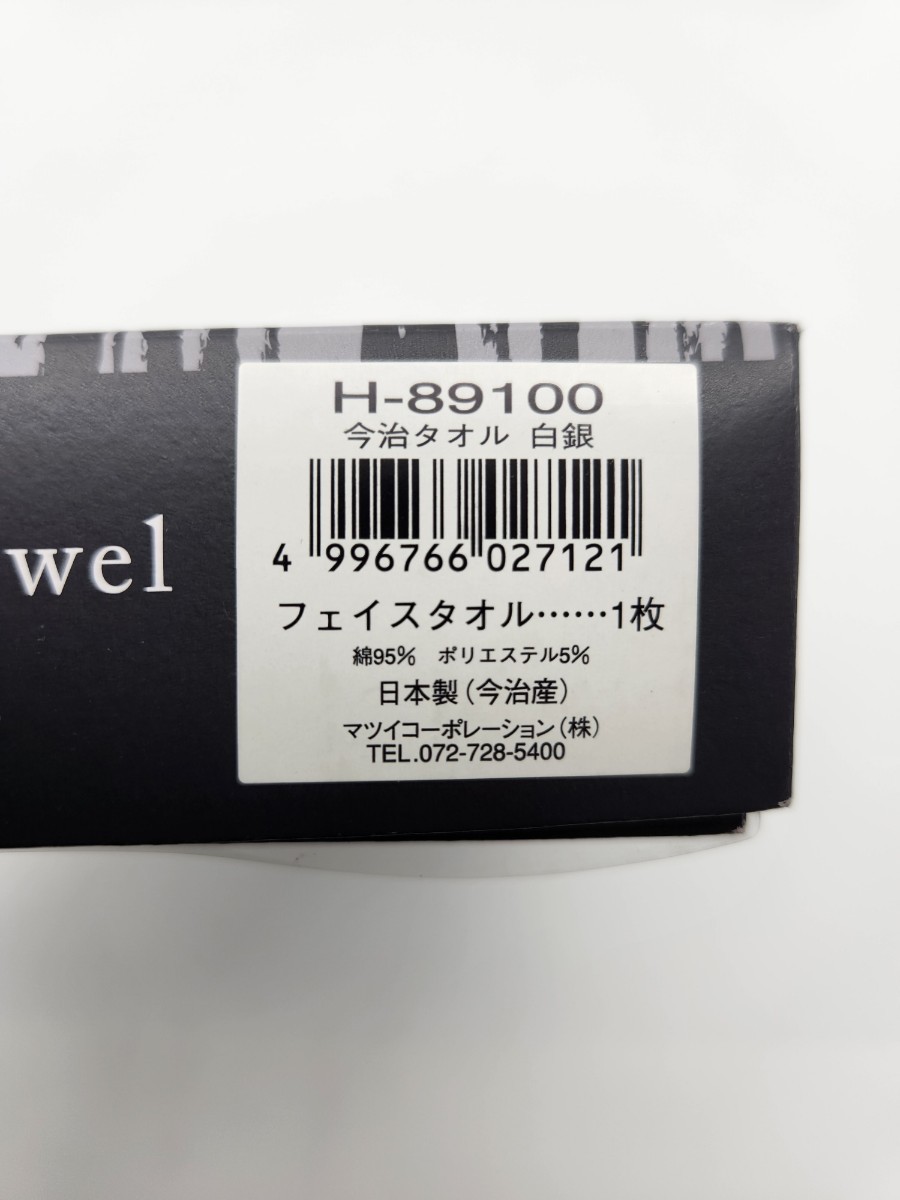 H-89100
今治タオル 白銀
4 996766 027121
フェイスタオル……1枚
綿95% ポリエステル5%
日本製(今治産)
マツイコーポレーション(株)
TEL.072-728-5400
wel